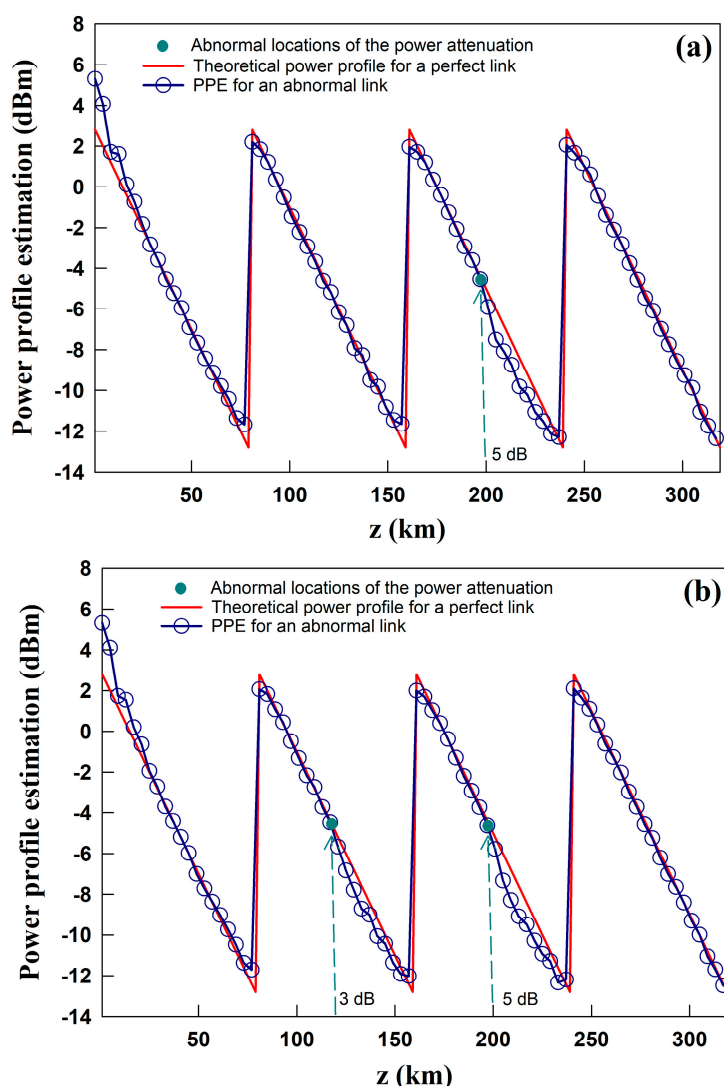 (a)
Abnormal locations of the power attenuation
Theoretical power profile for a perfect link
PPE for an abnormal link
Power profile estimation (dBm)
8
6
4
2
0
-2
-4
-6
-8
-10
-12
-14
5 dB
50 100 150 200 250 300
z (km)
(b)
Abnormal locations of the power attenuation
Theoretical power profile for a perfect link
PPE for an abnormal link
Power profile estimation (dBm)
8
6
4
2
0
-2
-4
-6
-8
-10
-12
-14
3 dB 5 dB
50 100 150 200 250 300
z (km)